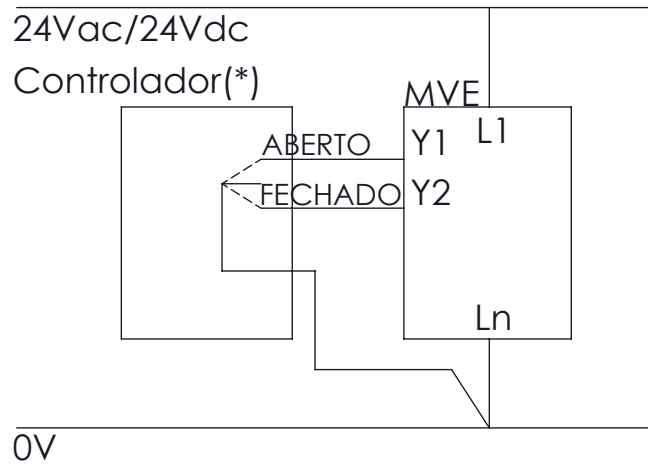 24Vac/24Vdc
Controlador(*)
MVE
ABERTO
Y1
L1
FECHADO
Y2
Ln
0V